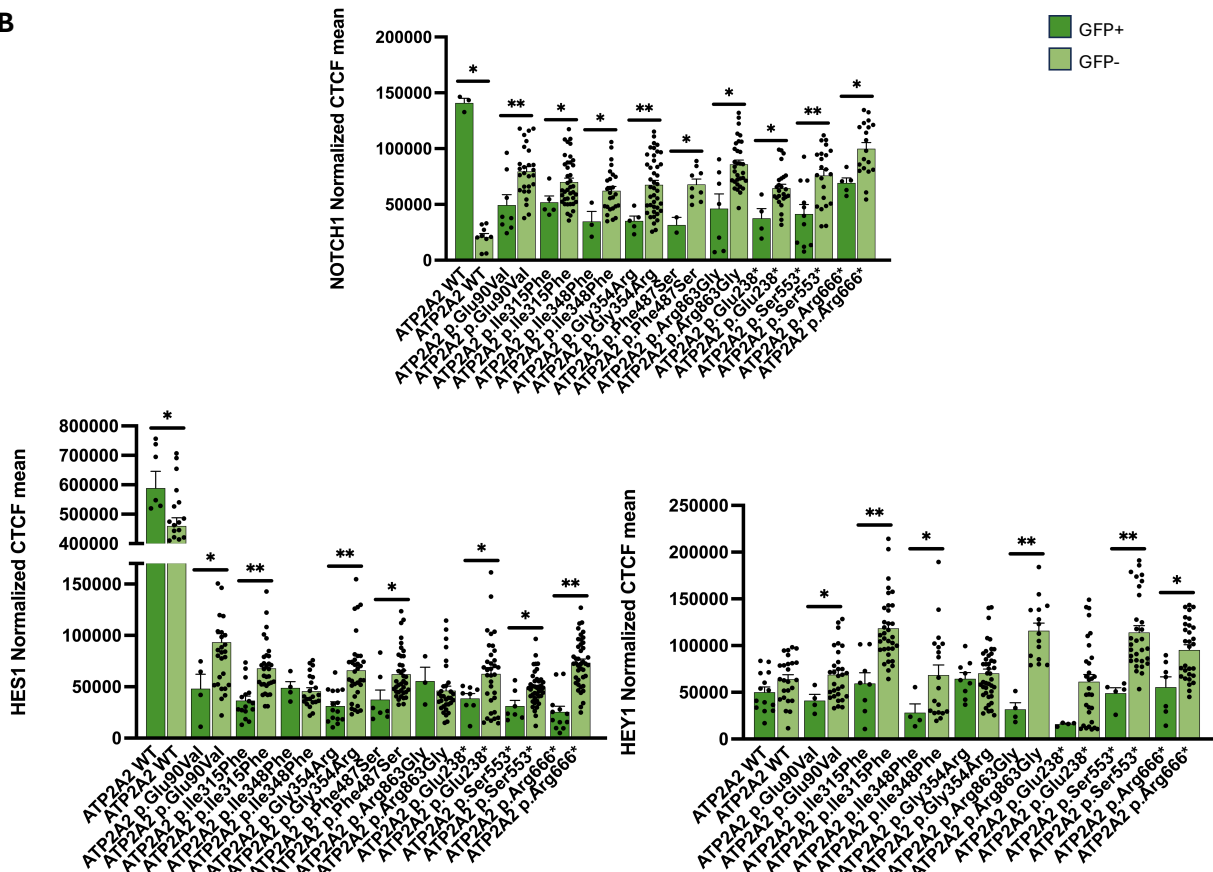 B
GFP+
GFP-
NOTCH1 Normalized CTCF mean
200000
150000
100000
50000
0
*
**
*
*
**
*
*
*
**
*
ATP2A2 WT
ATP2A2 WT
ATP2A2 p.Glu90Val
ATP2A2 p.Glu90Val
ATP2A2 p.Ile315Phe
ATP2A2 p.Ile315Phe
ATP2A2 p.Ile348Phe
ATP2A2 p.Ile348Phe
ATP2A2 p.Gly354Arg
ATP2A2 p.Gly354Arg
ATP2A2 p.Phe487Ser
ATP2A2 p.Phe487Ser
ATP2A2 p.Arg863Gly
ATP2A2 p.Arg863Gly
ATP2A2 p.Glu238*
ATP2A2 p.Glu238*
ATP2A2 p.Ser553*
ATP2A2 p.Ser553*
ATP2A2 p.Arg666*
ATP2A2 p.Arg666*
HES1 Normalized CTCF mean
800000
700000
600000
500000
400000
150000
100000
50000
0
*
*
**
**
*
*
*
**
ATP2A2 WT
ATP2A2 WT
ATP2A2 p.Glu90Val
ATP2A2 p.Glu90Val
ATP2A2 p.Ile315Phe
ATP2A2 p.Ile315Phe
ATP2A2 p.Ile348Phe
ATP2A2 p.Ile348Phe
ATP2A2 p.Gly354Arg
ATP2A2 p.Gly354Arg
ATP2A2 p.Phe487Ser
ATP2A2 p.Phe487Ser
ATP2A2 p.Arg863Gly
ATP2A2 p.Arg863Gly
ATP2A2 p.Glu238*
ATP2A2 p.Glu238*
ATP2A2 p.Ser553*
ATP2A2 p.Ser553*
ATP2A2 p.Arg666*
ATP2A2 p.Arg666*
HEY1 Normalized CTCF mean
250000
200000
150000
100000
50000
0
*
**
*
**
**
*
ATP2A2 WT
ATP2A2 WT
ATP2A2 p.Glu90Val
ATP2A2 p.Glu90Val
ATP2A2 p.Ile315Phe
ATP2A2 p.Ile315Phe
ATP2A2 p.Ile348Phe
ATP2A2 p.Ile348Phe
ATP2A2 p.Gly354Arg
ATP2A2 p.Gly354Arg
ATP2A2 p.Arg863Gly
ATP2A2 p.Arg863Gly
ATP2A2 p.Glu238*
ATP2A2 p.Glu238*
ATP2A2 p.Ser553*
ATP2A2 p.Ser553*
ATP2A2 p.Arg666*
ATP2A2 p.Arg666*